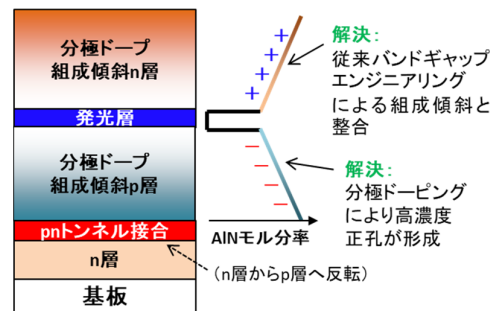 分極ドープ
組成傾斜n層
発光層
分極ドープ
組成傾斜p層
pnトンネル接合
n層
基板
+
+
+
+
−
−
−
−
AlNモル分率
(n層からp層へ反転)
解決:
従来バンドギャップ
エンジニアリング
による組成傾斜と
整合
解決:
分極ドーピング
により高濃度
正孔が形成